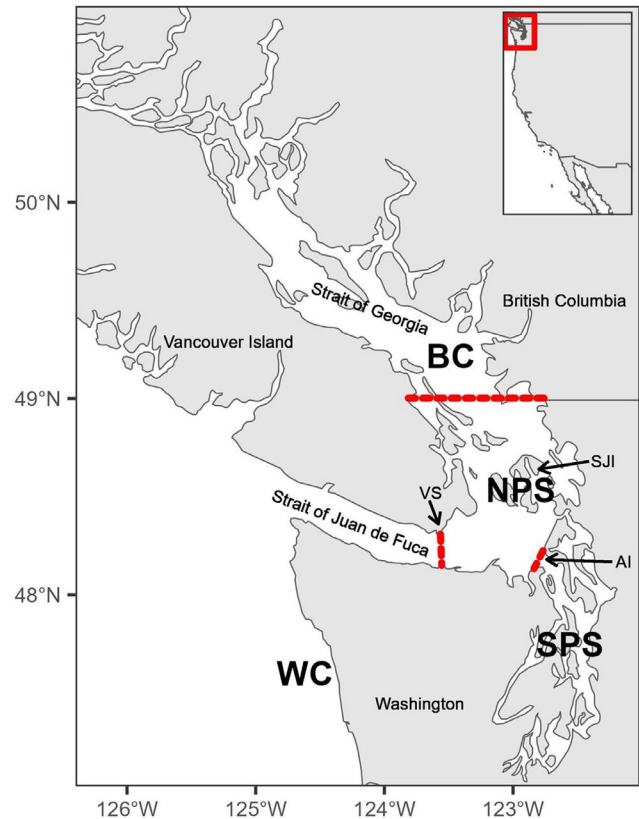 50°N
Strait of Georgia
British Columbia
Vancouver Island
BC
49°N
SJI
NPS
VS
Strait of Juan de Fuca
AI
48°N
SPS
WC
Washington
126°W 125°W 124°W 123°W